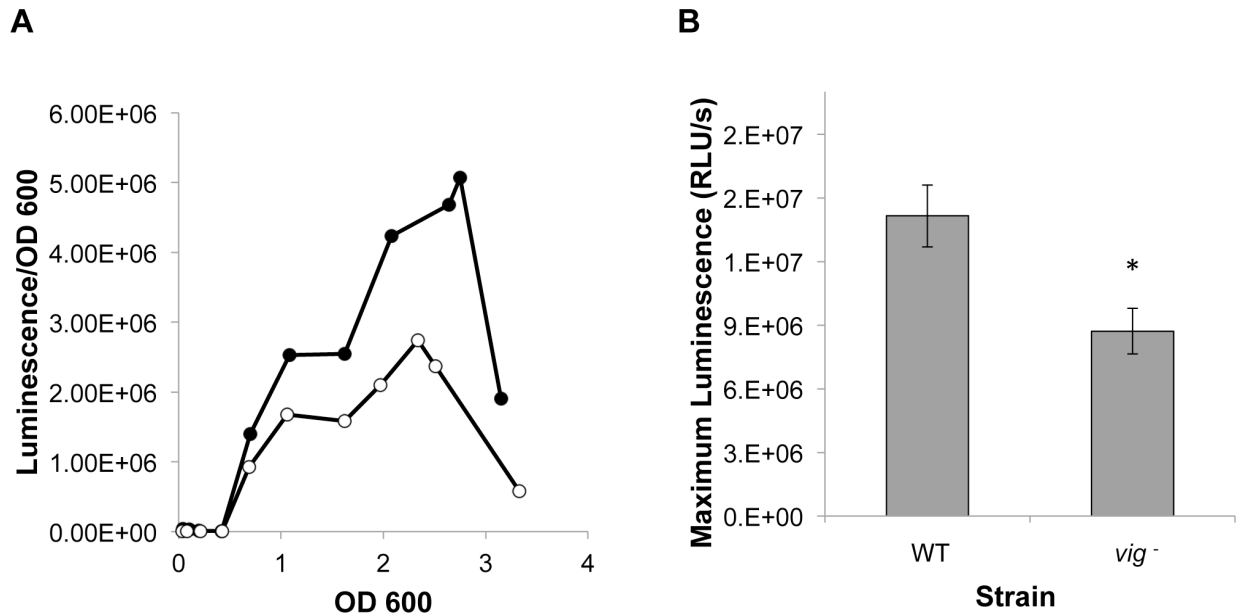 A
Luminescence/OD 600
6.00E+06
5.00E+06
4.00E+06
3.00E+06
2.00E+06
1.00E+06
0.00E+00
0 1 2 3 4
OD 600
B
Maximum Luminescence (RLU/s)
2.E+07
2.E+07
1.E+07
9.E+06
6.E+06
3.E+06
0.E+00
*
WT vig -
Strain